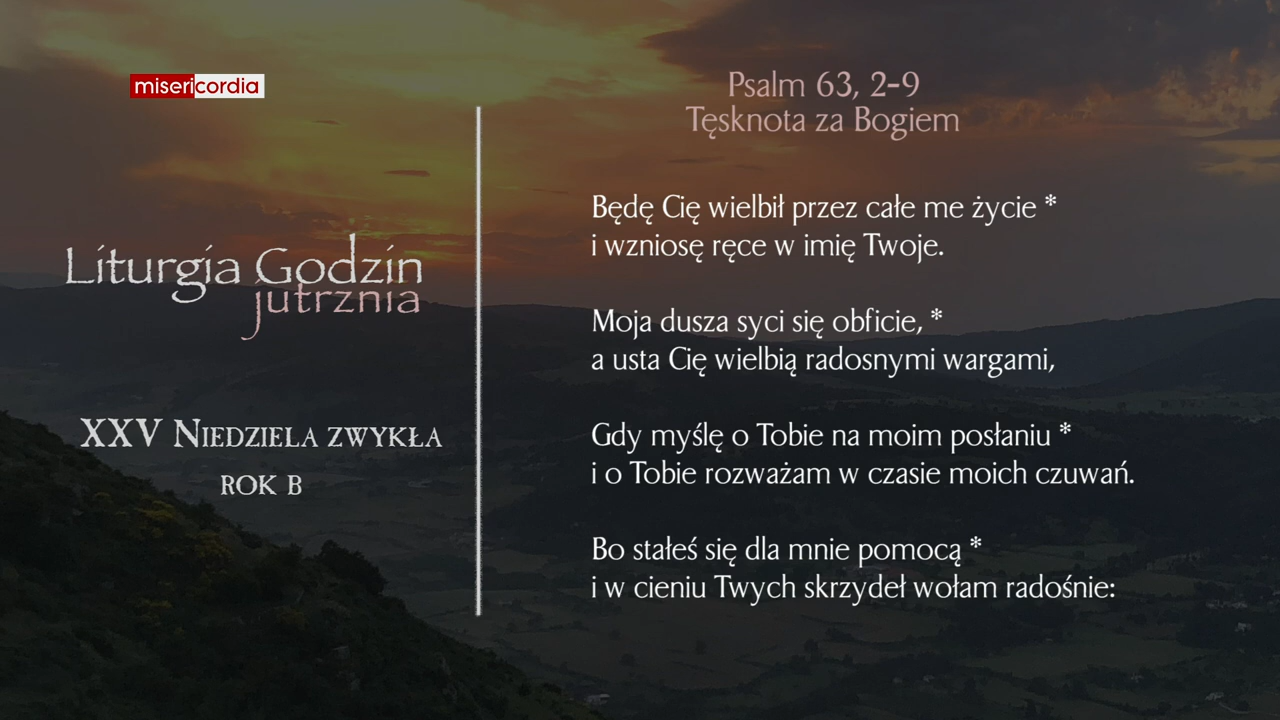 misericordia
Liturgia Godzin
jutrznia
XXV Niedziela zwykła
rok B
Psalm 63, 2-9
Tęsknota za Bogiem
Będę Cię wielbił przez całe me życie *
i wzniosę ręce w imię Twoje.
Moja dusza syci się obficie, *
a usta Cię wielbią radosnymi wargami,
Gdy myślę o Tobie na moim posłaniu *
i o Tobie rozważam w czasie moich czuwań.
Bo stałeś się dla mnie pomocą *
i w cieniu Twych skrzydeł wołam radośnie: